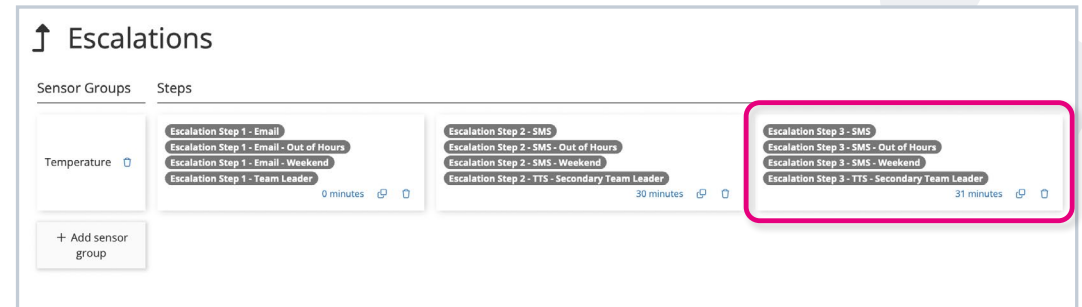 Escalations
Sensor Groups
Steps
Temperature
Escalation Step 1 - Email
Escalation Step 1 - Email - Out of Hours
Escalation Step 1 - Email - Weekend
Escalation Step 1 - Team Leader
0 minutes
Escalation Step 2 - SMS
Escalation Step 2 - SMS - Out of Hours
Escalation Step 2 - SMS - Weekend
Escalation Step 2 - TTS - Secondary Team Leader
30 minutes
Escalation Step 3 - SMS
Escalation Step 3 - SMS - Out of Hours
Escalation Step 3 - SMS - Weekend
Escalation Step 3 - TTS - Secondary Team Leader
31 minutes
+ Add sensor
group